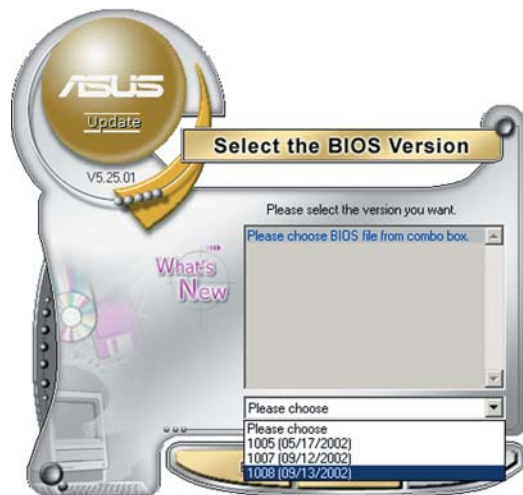 ASUS
Update
V5.25.01
Select the BIOS Version
Please select the version you want.
Please choose BIOS file from combo box.
What's
New
Please choose
Please choose
1005 (05/17/2002)
1007 (09/12/2002)
1008 (09/13/2002)